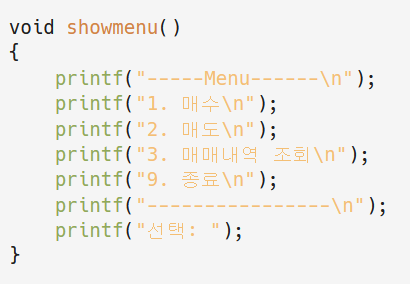 void showmenu()
{
    printf("-----Menu------\n");
    printf("1. 매수\n");
    printf("2. 매도\n");
    printf("3. 매매내역 조회\n");
    printf("9. 종료\n");
    printf("----------------\n");
    printf("선택: ");
}